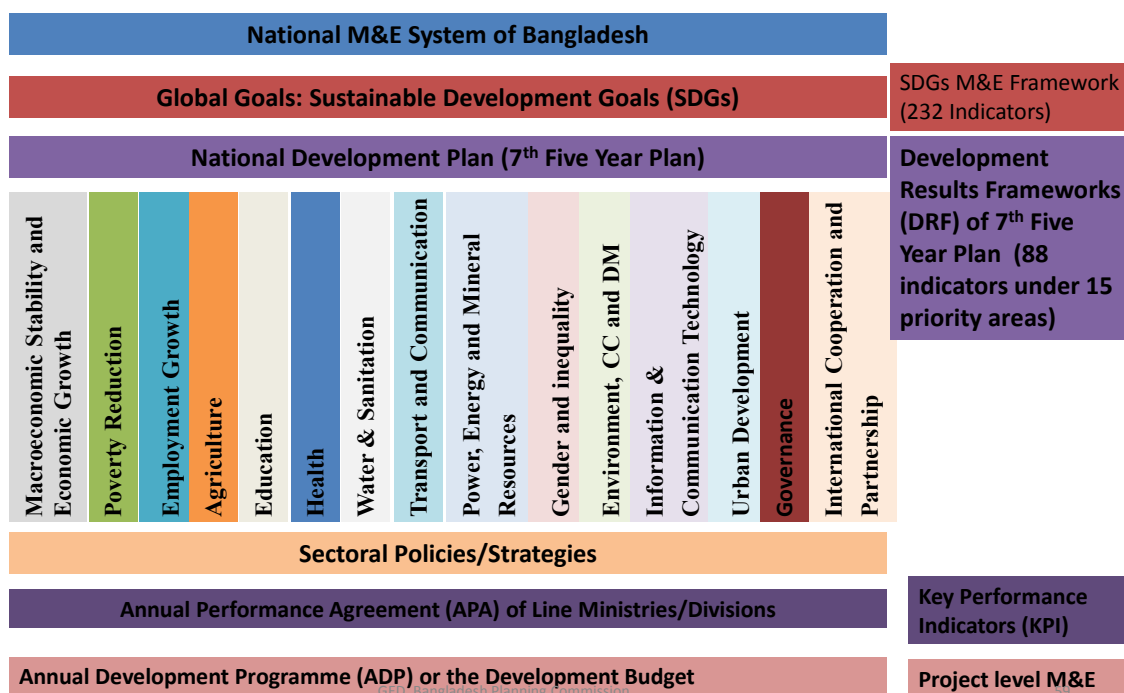 National M&E System of Bangladesh
Global Goals: Sustainable Development Goals (SDGs)
SDGs M&E Framework
(232 Indicators)
National Development Plan (7th Five Year Plan)
Development
Results Frameworks
(DRF) of 7th Five
Year Plan (88
indicators under 15
priority areas)
Macroeconomic Stability and
Economic Growth
Poverty Reduction
Employment Growth
Agriculture
Education
Health
Water & Sanitation
Transport and Communication
Power, Energy and Mineral
Resources
Gender and inequality
Environment, CC and DM
Information &
Communication Technology
Urban Development
Governance
International Cooperation and
Partnership
Sectoral Policies/Strategies
Annual Performance Agreement (APA) of Line Ministries/Divisions
Key Performance
Indicators (KPI)
Annual Development Programme (ADP) or the Development Budget
Project level M&E
GED, Bangladesh Planning Commission